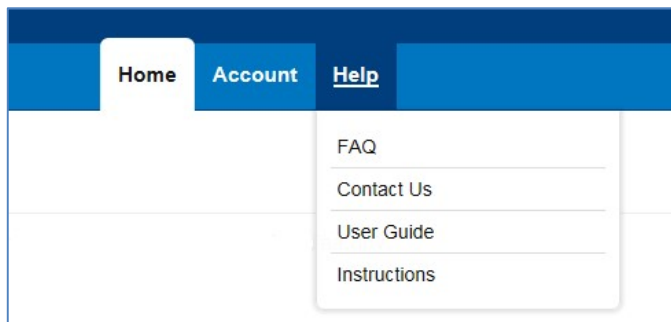 Home Account Help
FAQ
Contact Us
User Guide
Instructions